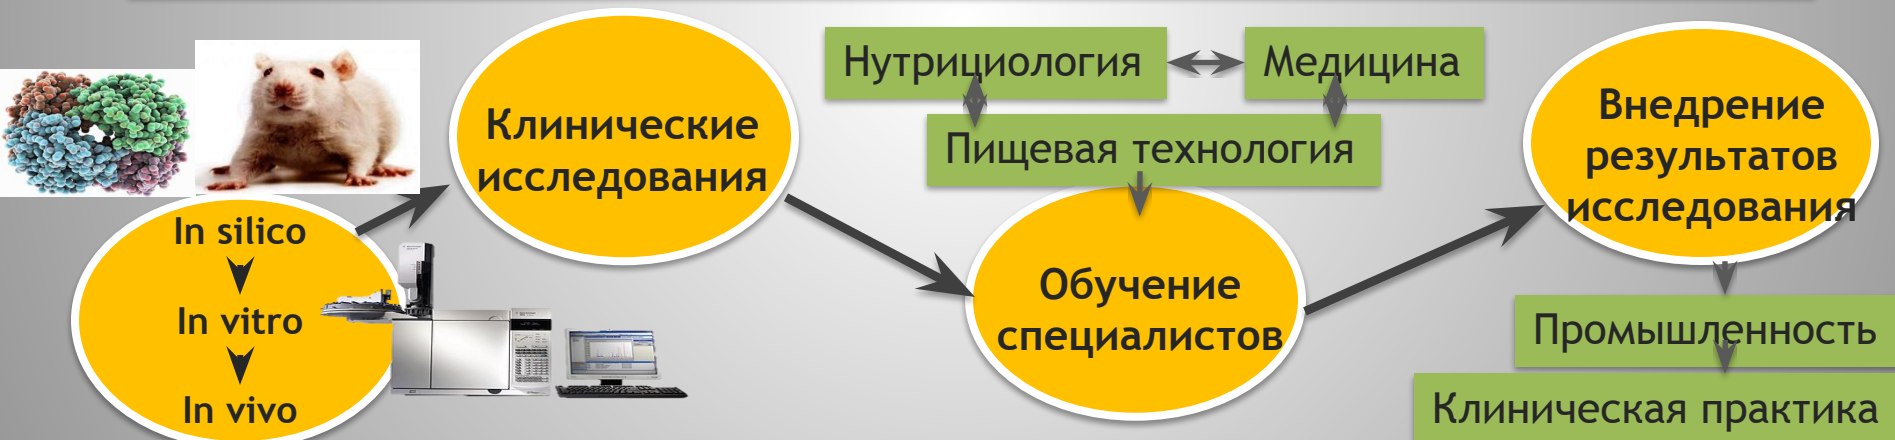 In silico
In vitro
In vivo
Клинические
исследования
Нутрициология
Медицина
Пищевая технология
Обучение
специалистов
Внедрение
результатов
исследования
Промышленность
Клиническая практика